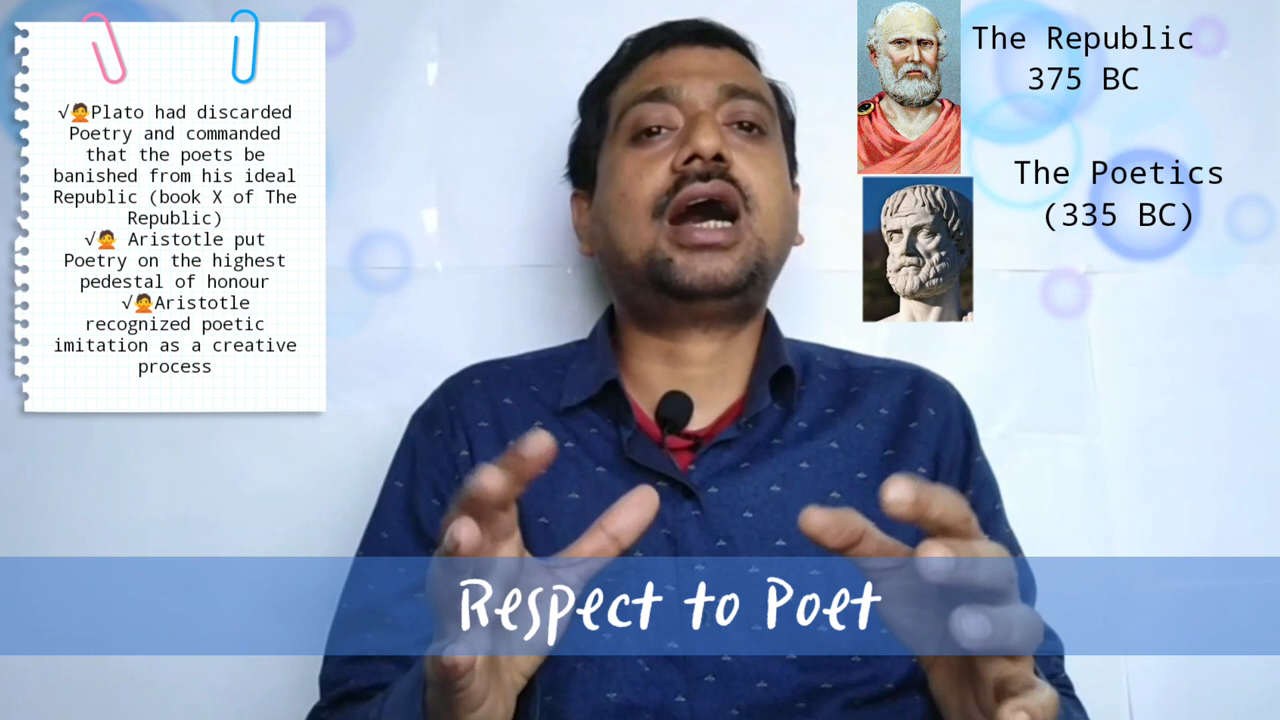 √🙅Plato had discarded
Poetry and commanded
that the poets be
banished from his ideal
Republic (book X of The
Republic)
√🙅 Aristotle put
Poetry on the highest
pedestal of honour
√🙅Aristotle
recognized poetic
imitation as a creative
process
The Republic
375 BC
The Poetics
(335 BC)
Respect to Poet